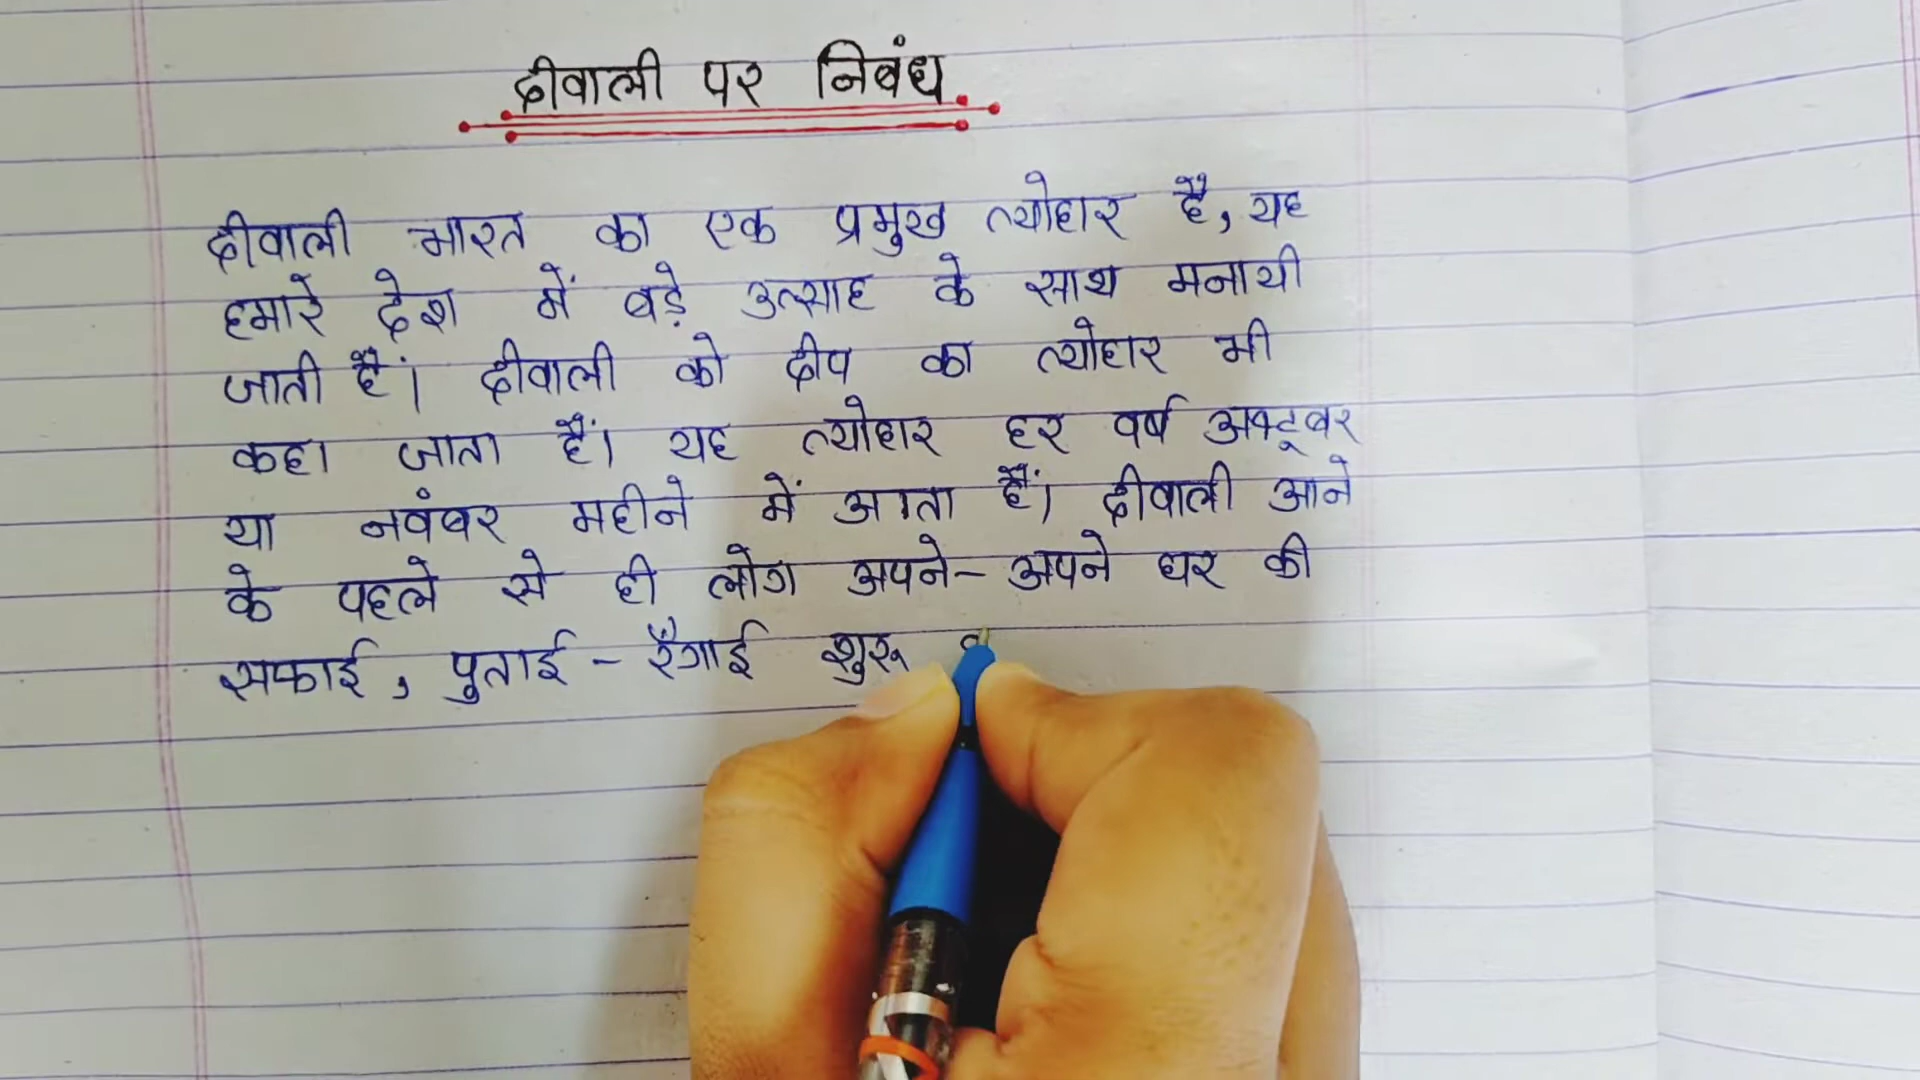 दीवाली पर निबंध
दीवाली भारत का एक प्रमुख त्योहार है, यह
हमारे देश में बड़े उत्साह के साथ मनायी
जाती हैं। दीवाली को दीप का त्योहार भी
कहा जाता हैं। यह त्योहार हर वर्ष अक्टूबर
या नवंबर महीने में आता हैं। दीवाली आने
के पहले से ही लोग अपने-अपने घर की
सफाई, पुताई-रँगाई शुरू